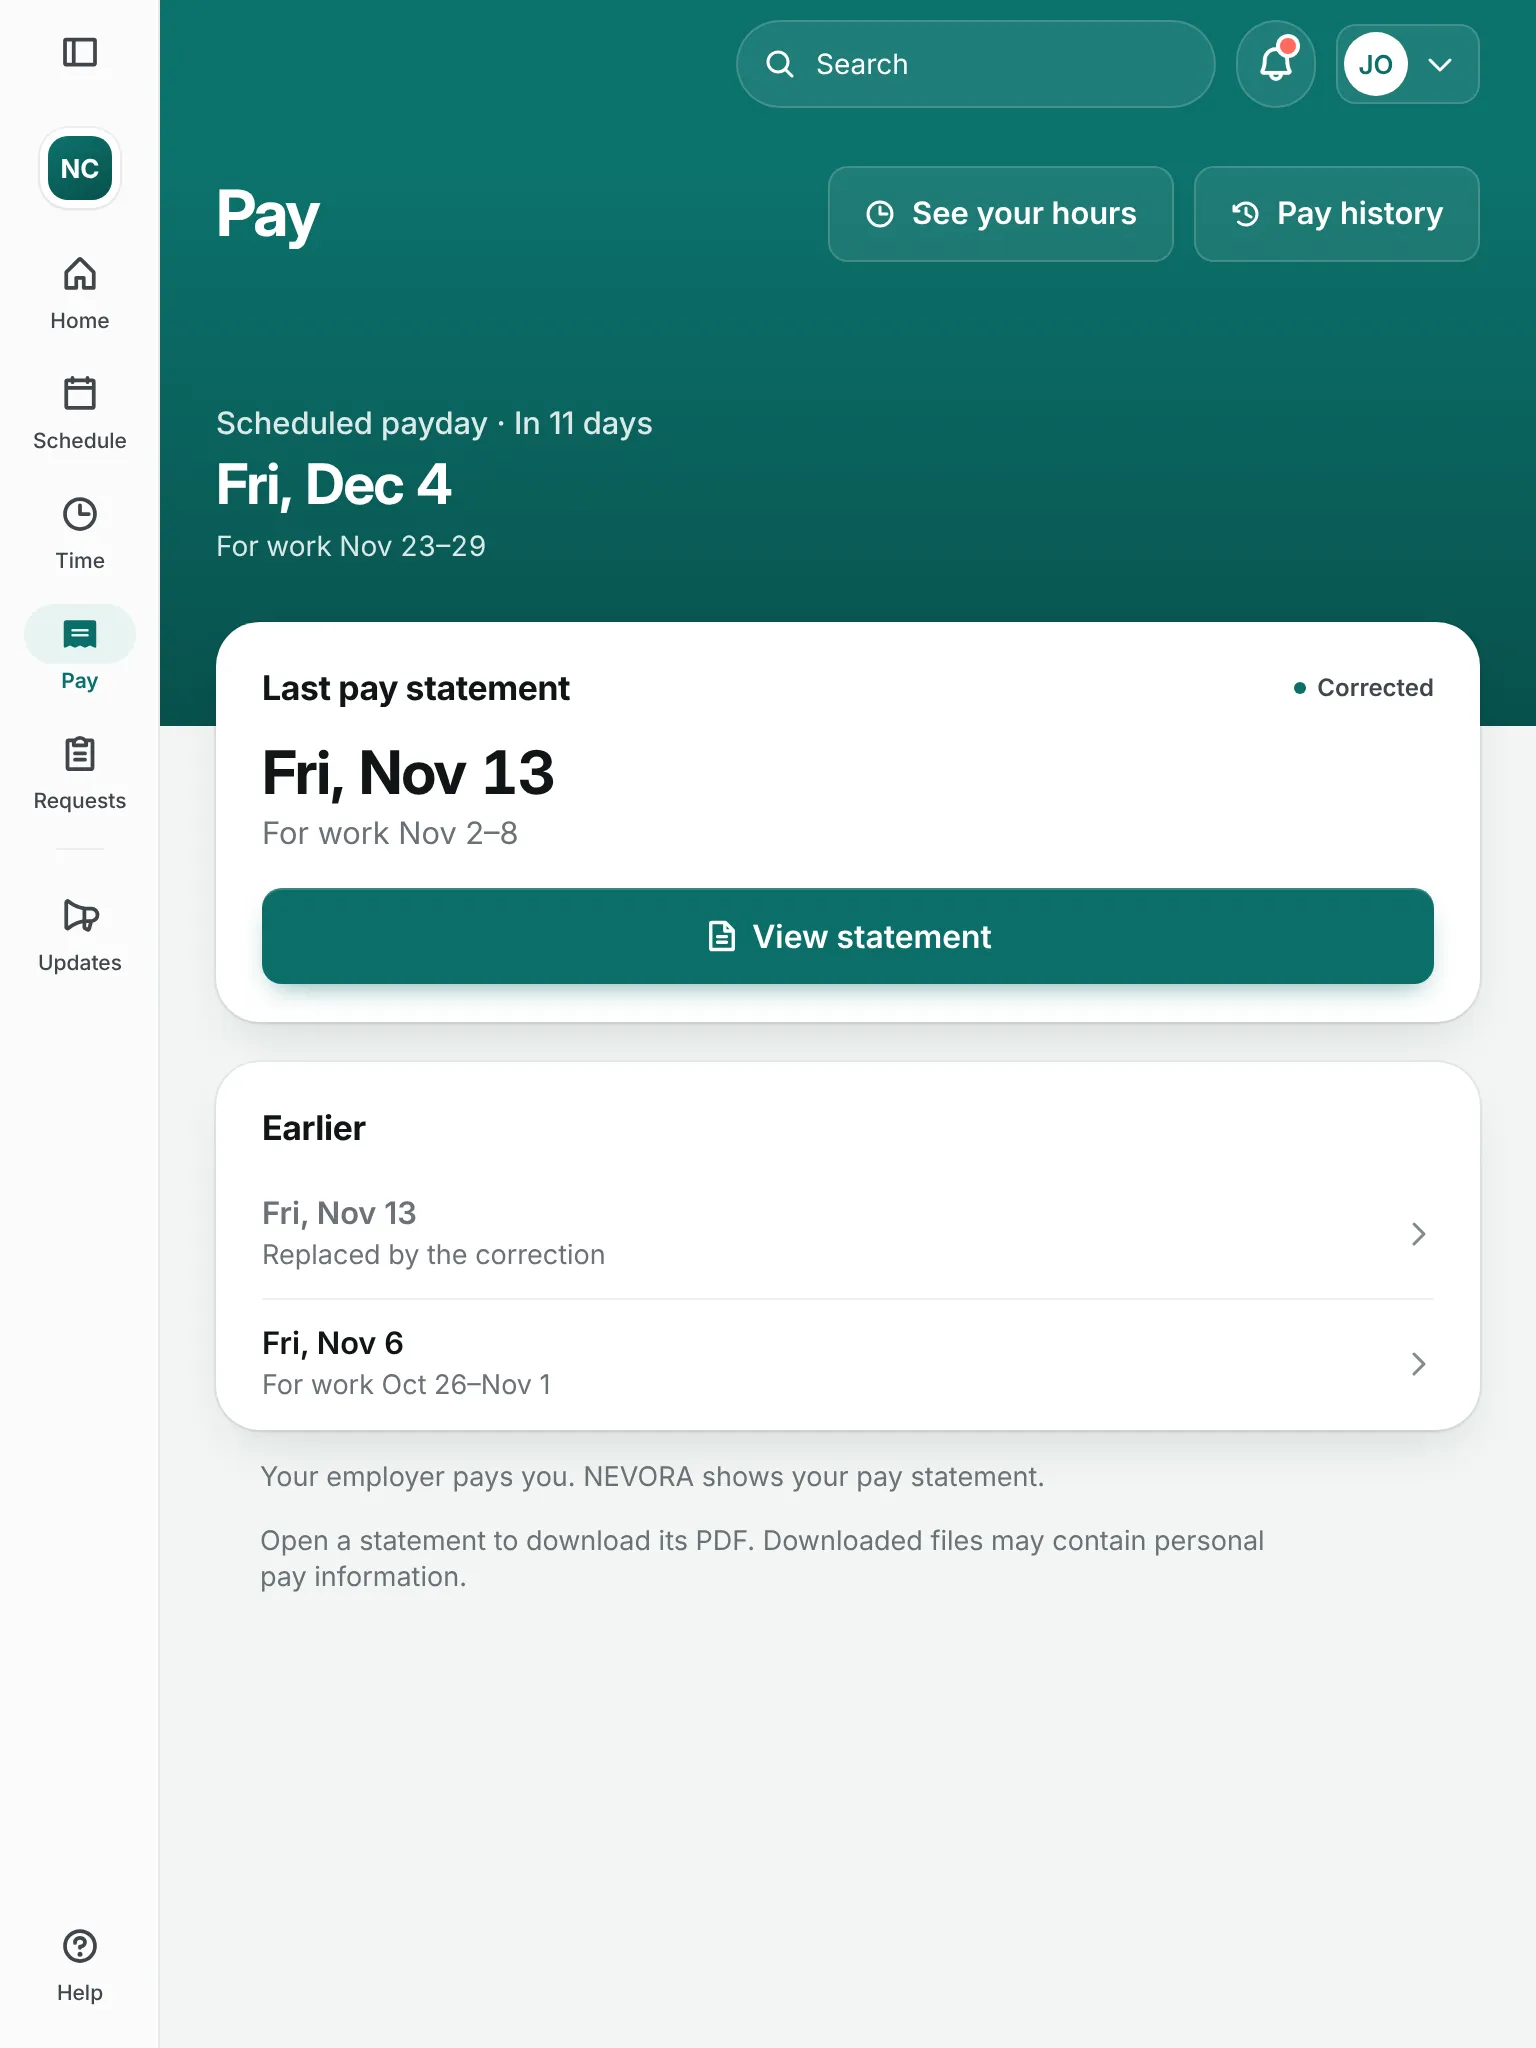 Search
JO
NC
Home
Schedule
Time
Pay
Requests
Updates
Help
Pay
See your hours
Pay history
Scheduled payday · In 11 days
Fri, Dec 4
For work Nov 23–29
Last pay statement
Corrected
Fri, Nov 13
For work Nov 2–8
View statement
Earlier
Fri, Nov 13
Replaced by the correction
Fri, Nov 6
For work Oct 26–Nov 1
Your employer pays you. NEVORA shows your pay statement.
Open a statement to download its PDF. Downloaded files may contain personal
pay information.